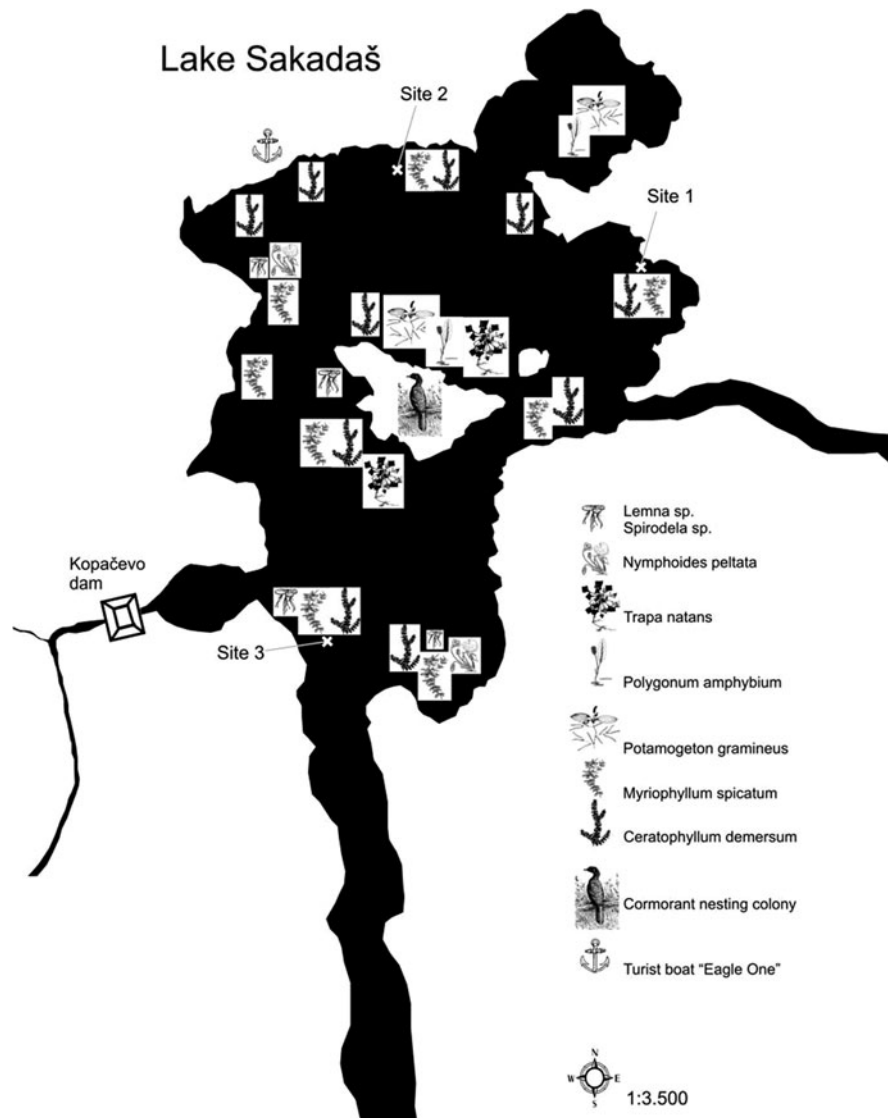 Lake Sakadaš
Site 2
Site 1
Kopačevo
dam
Site 3
Lemna sp.
Spirodela sp.
Nymphoides peltata
Trapa natans
Polygonum amphybium
Potamogeton gramineus
Myriophyllum spicatum
Ceratophyllum demersum
Cormorant nesting colony
Turist boat “Eagle One”
N
W E
S
1:3.500